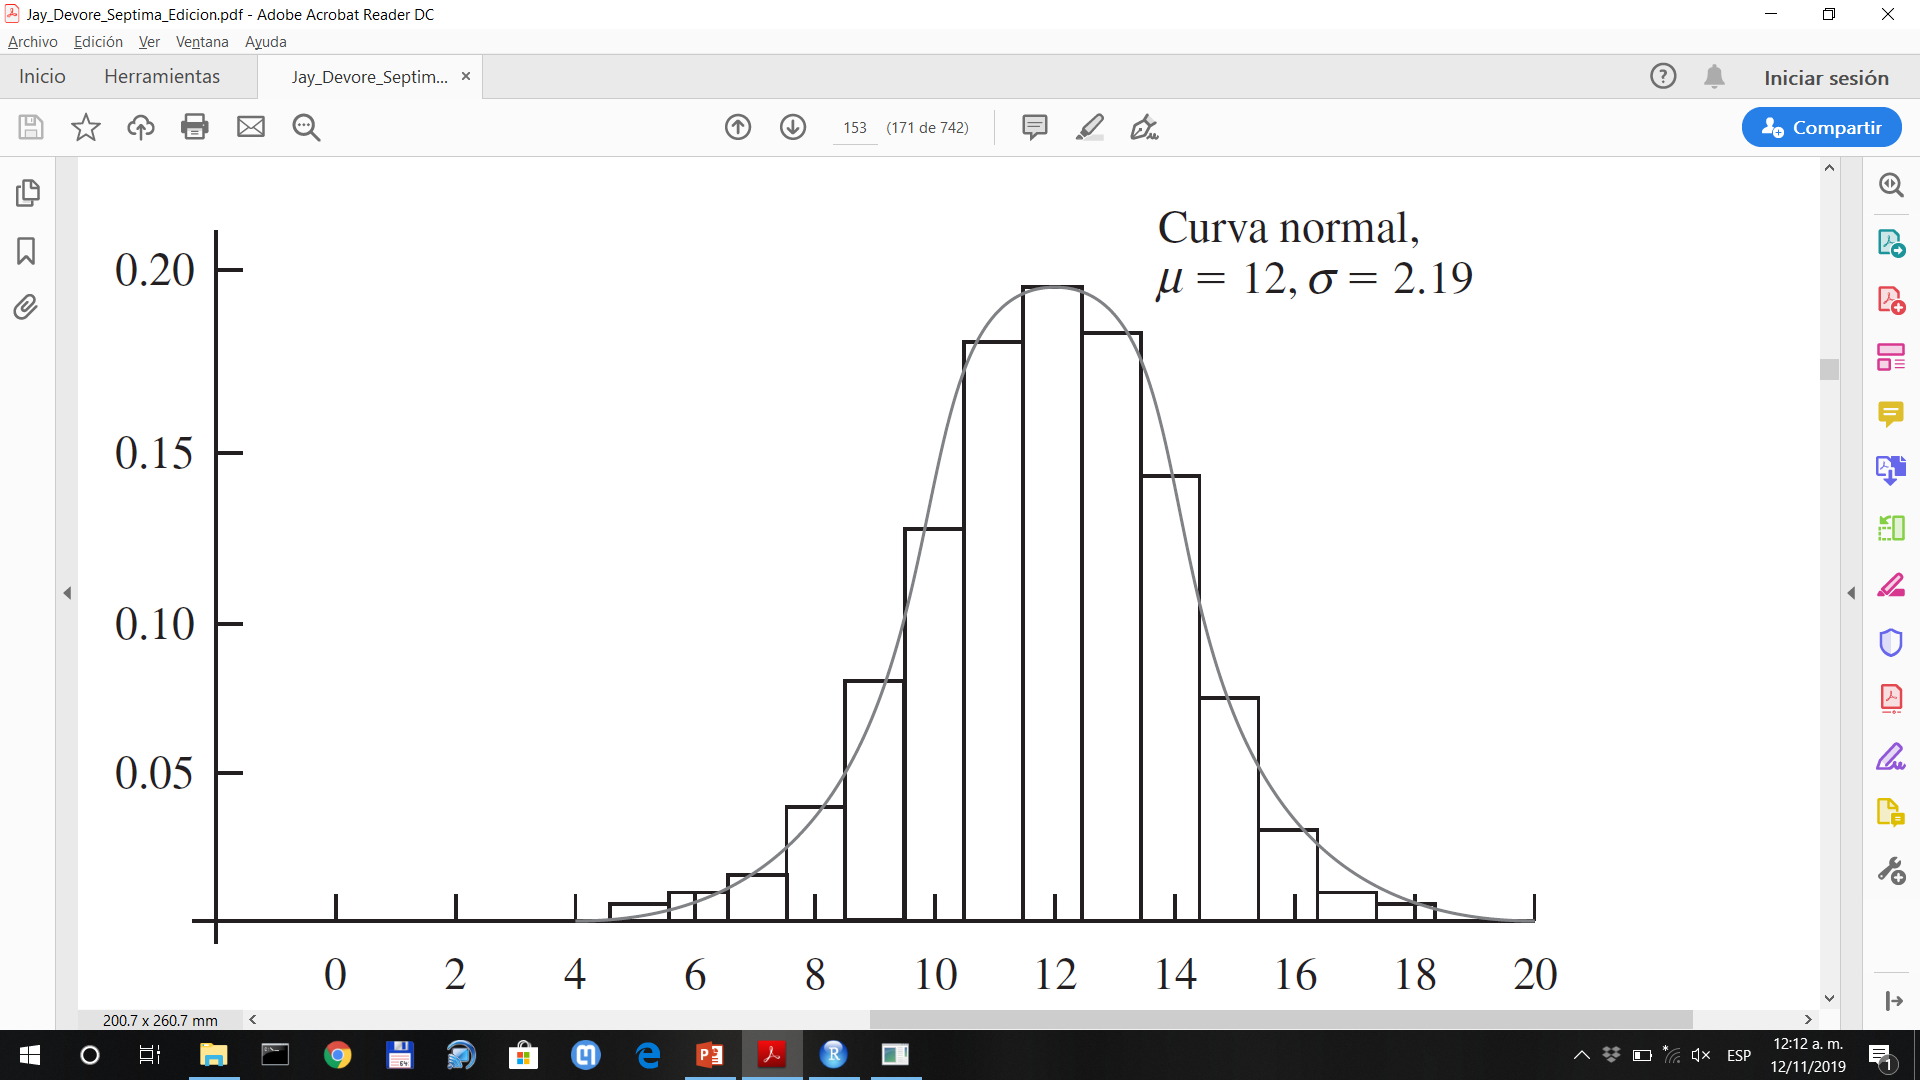 Jay_Devore_Septima_Edicion.pdf - Adobe Acrobat Reader DC
Archivo Edición Ver Ventana Ayuda
Inicio Herramientas Jay_Devore_Septim... ×
? Iniciar sesión
153 (171 de 742)
Compartir
Curva normal,
μ = 12, σ = 2.19
0.20
0.15
0.10
0.05
0 2 4 6 8 10 12 14 16 18 20
200.7 x 260.7 mm
ESP
12:12 a. m.
12/11/2019
1